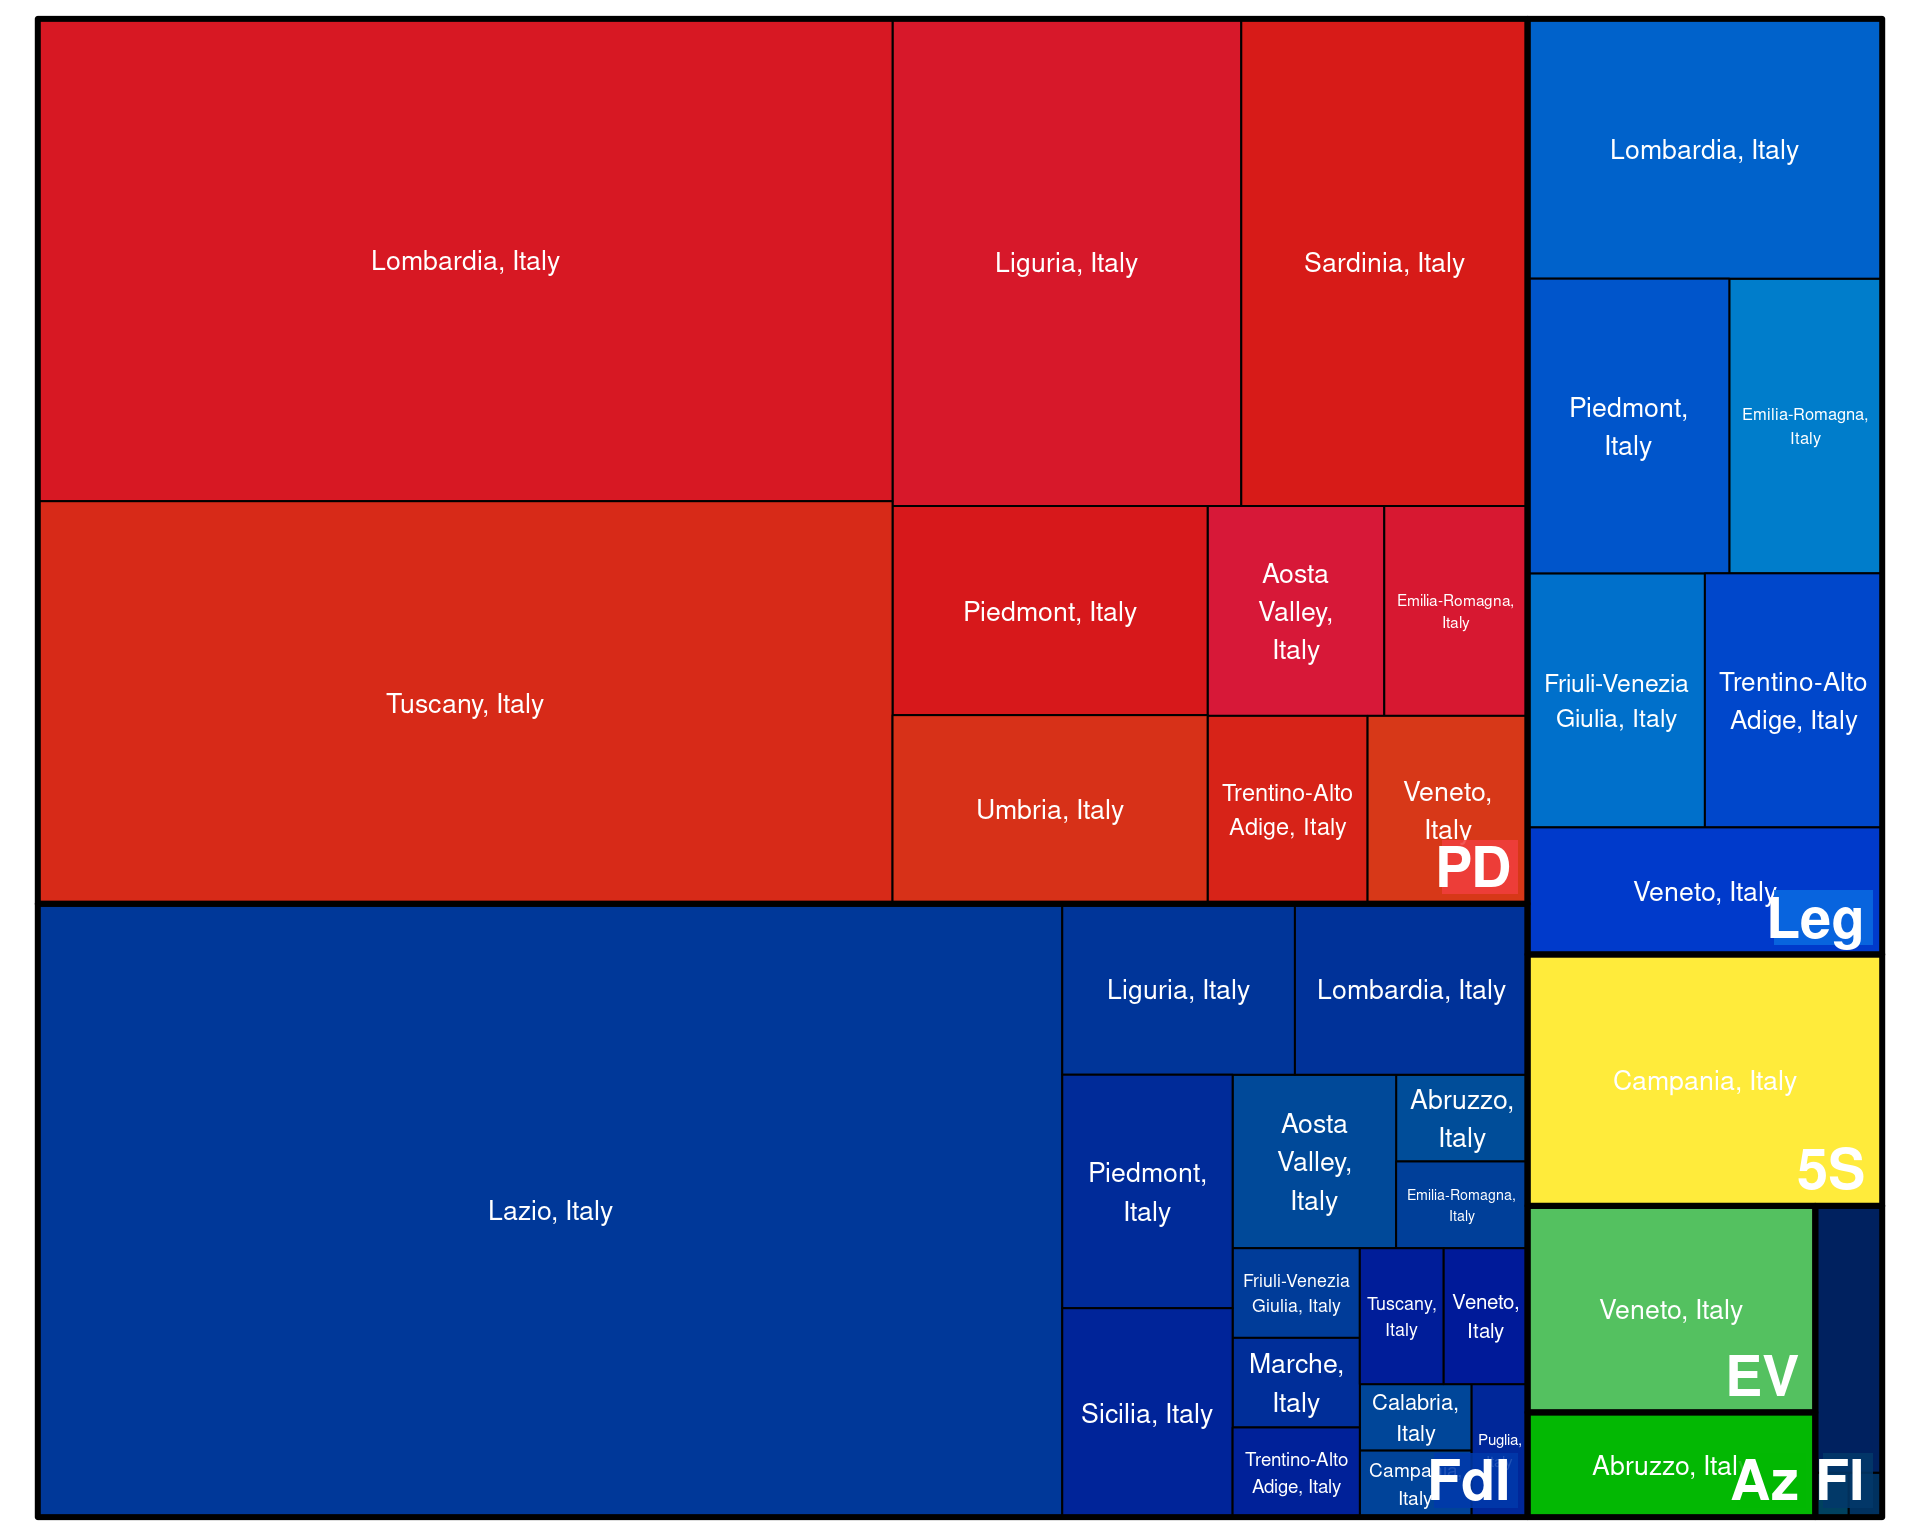 Lombardia, Italy
Liguria, Italy
Sardinia, Italy
Tuscany, Italy
Piedmont, Italy
Aosta
Valley,
Italy
Emilia-Romagna,
Italy
Umbria, Italy
Trentino-Alto
Adige, Italy
Veneto,
Italy
PD
Lazio, Italy
Liguria, Italy
Lombardia, Italy
Piedmont,
Italy
Aosta
Valley,
Italy
Abruzzo,
Italy
Emilia-Romagna,
Italy
Sicilia, Italy
Friuli-Venezia
Giulia, Italy
Tuscany,
Italy
Veneto,
Italy
Marche,
Italy
Calabria,
Italy
Puglia,
Trentino-Alto
Adige, Italy
Italy
FdI
Lombardia, Italy
Piedmont,
Italy
Emilia-Romagna,
Italy
Friuli-Venezia
Giulia, Italy
Trentino-Alto
Adige, Italy
Veneto, Italy
Leg
Campania, Italy
5S
Veneto, Italy
EV
Abruzzo,
Az
FI